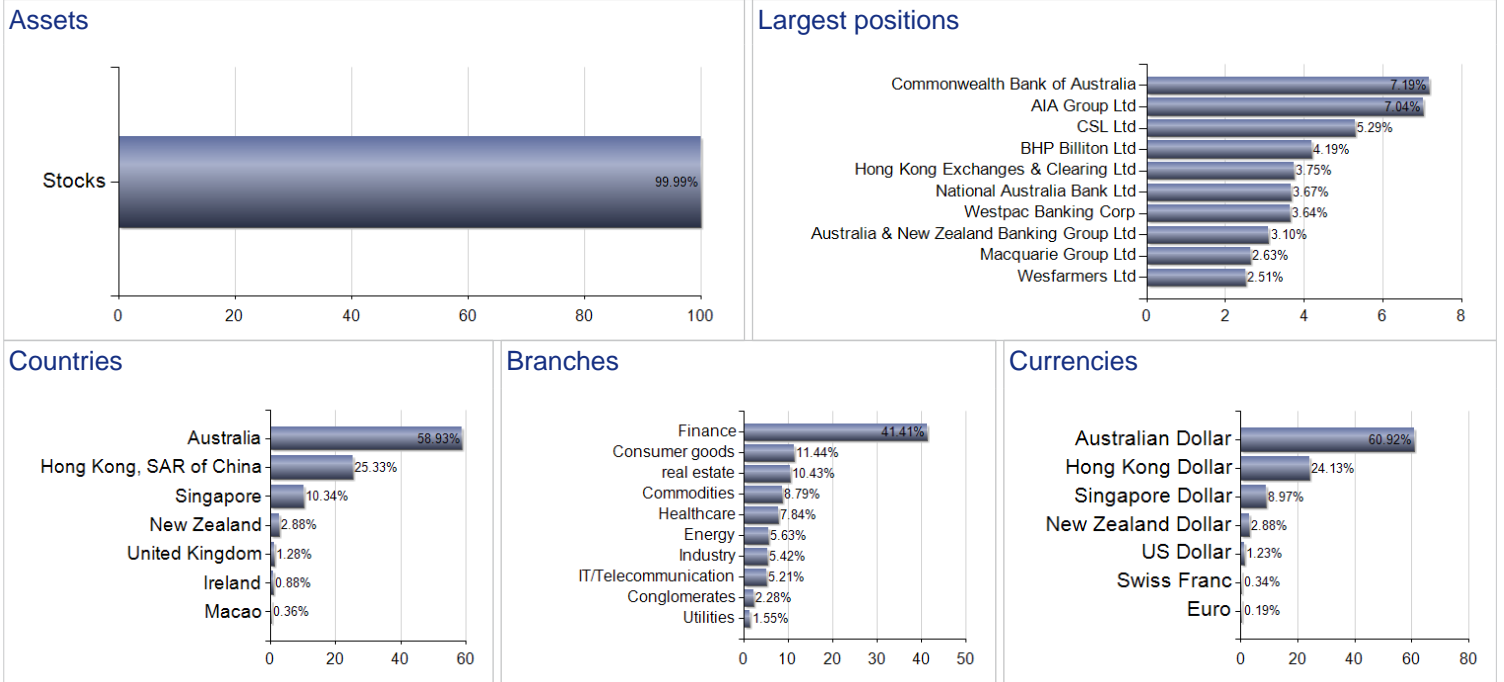 Assets
Stocks
99.99%
0 20 40 60 80 100
Largest positions
Commonwealth Bank of Australia 7.19%
AIA Group Ltd 7.04%
CSL Ltd 5.29%
BHP Billiton Ltd 4.19%
Hong Kong Exchanges & Clearing Ltd 3.75%
National Australia Bank Ltd 3.67%
Westpac Banking Corp 3.64%
Australia & New Zealand Banking Group Ltd 3.10%
Macquarie Group Ltd 2.63%
Wesfarmers Ltd 2.51%
0 2 4 6 8
Countries
Australia 58.93%
Hong Kong, SAR of China 25.33%
Singapore 10.34%
New Zealand 2.88%
United Kingdom 1.28%
Ireland 0.88%
Macao 0.36%
0 20 40 60
Branches
Finance 41.41%
Consumer goods 11.44%
real estate 10.43%
Commodities 8.79%
Healthcare 7.84%
Energy 5.63%
Industry 5.42%
IT/Telecommunication 5.21%
Conglomerates 2.28%
Utilities 1.55%
0 10 20 30 40 50
Currencies
Australian Dollar 60.92%
Hong Kong Dollar 24.13%
Singapore Dollar 8.97%
New Zealand Dollar 2.88%
US Dollar 1.23%
Swiss Franc 0.34%
Euro 0.19%
0 20 40 60 80